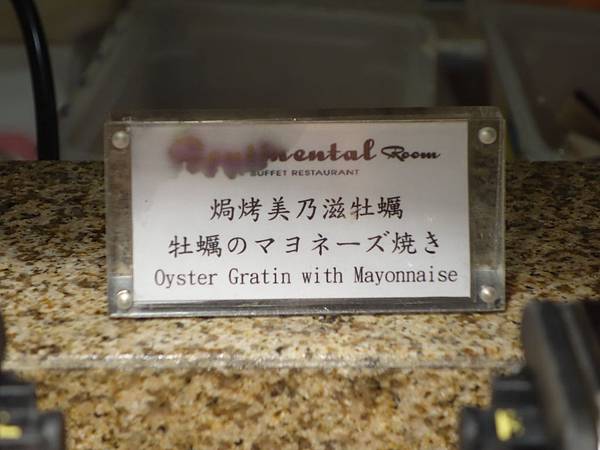 Continental Room
BUFFET RESTAURANT
焗烤美乃滋牡蠣
牡蠣のマヨネーズ焼き
Oyster Gratin with Mayonnaise